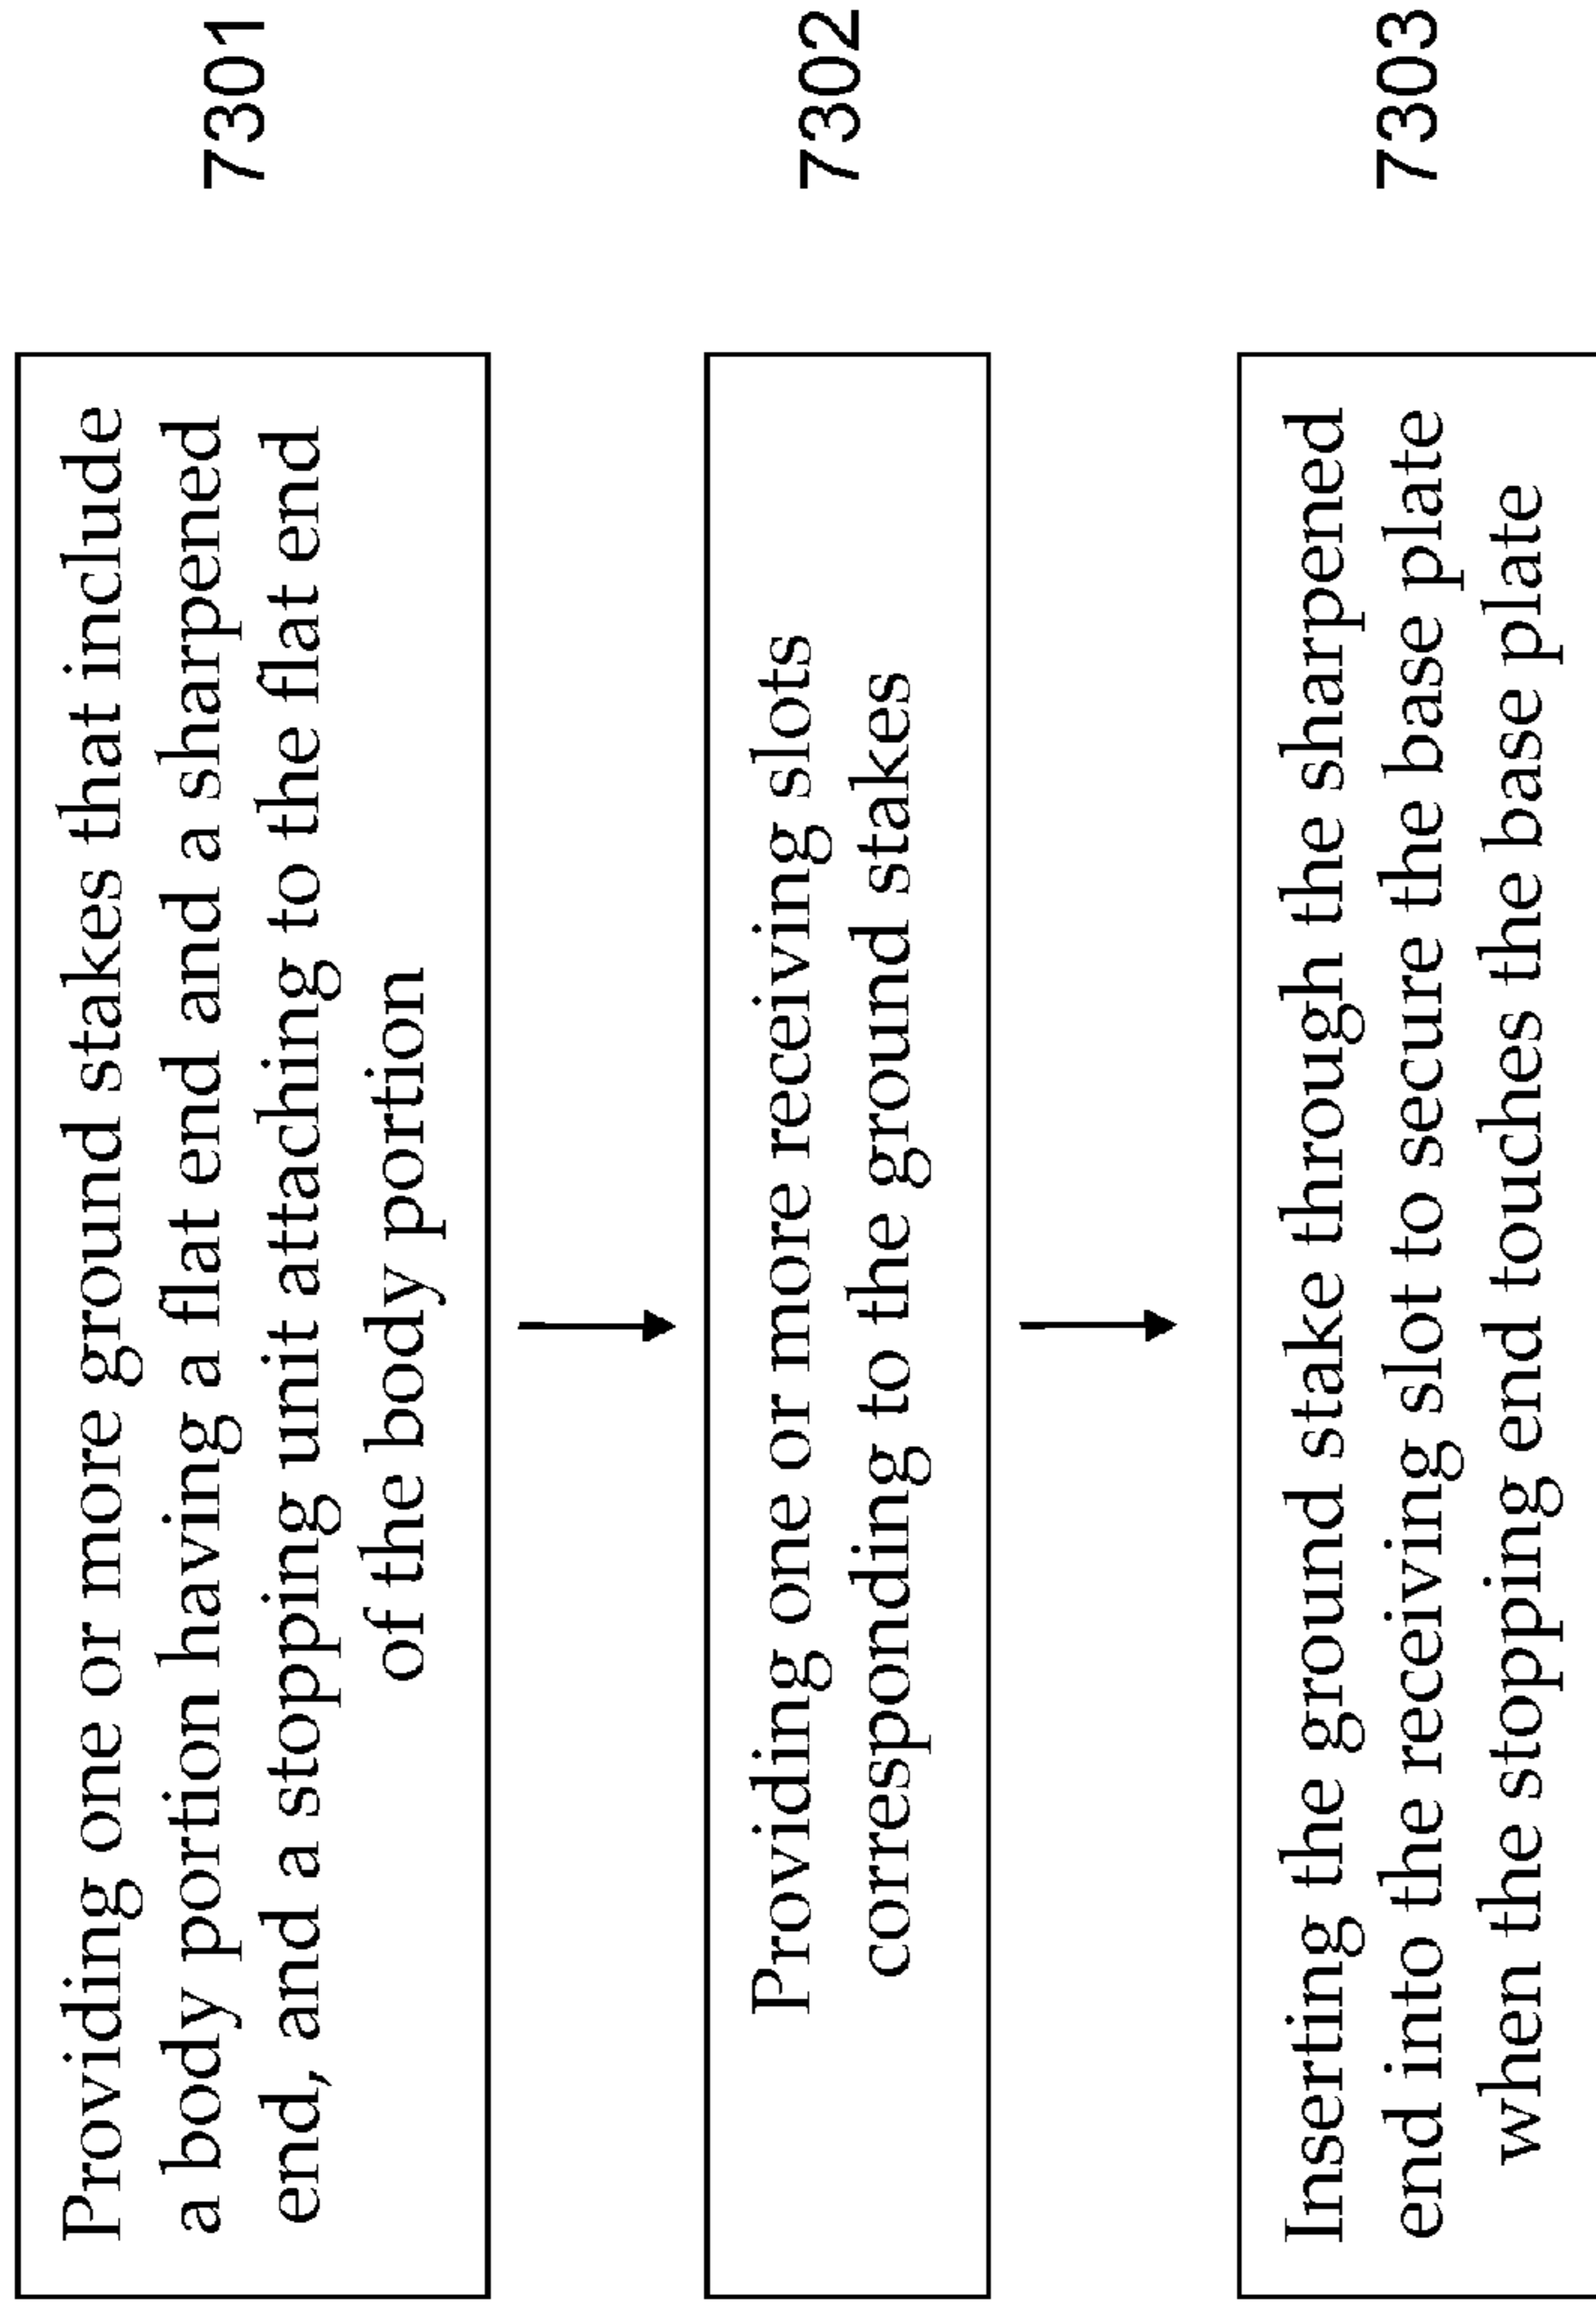 Providing one or more ground stakes that include
a body portion having a flat end and a sharpened
end, and a stopping unit attaching to the flat end
of the body portion
7301
Providing one or more receiving slots
corresponding to the ground stakes
7302
Inserting the ground stake through the sharpened
end into the receiving slot to secure the base plate
when the stopping end touches the base plate
7303